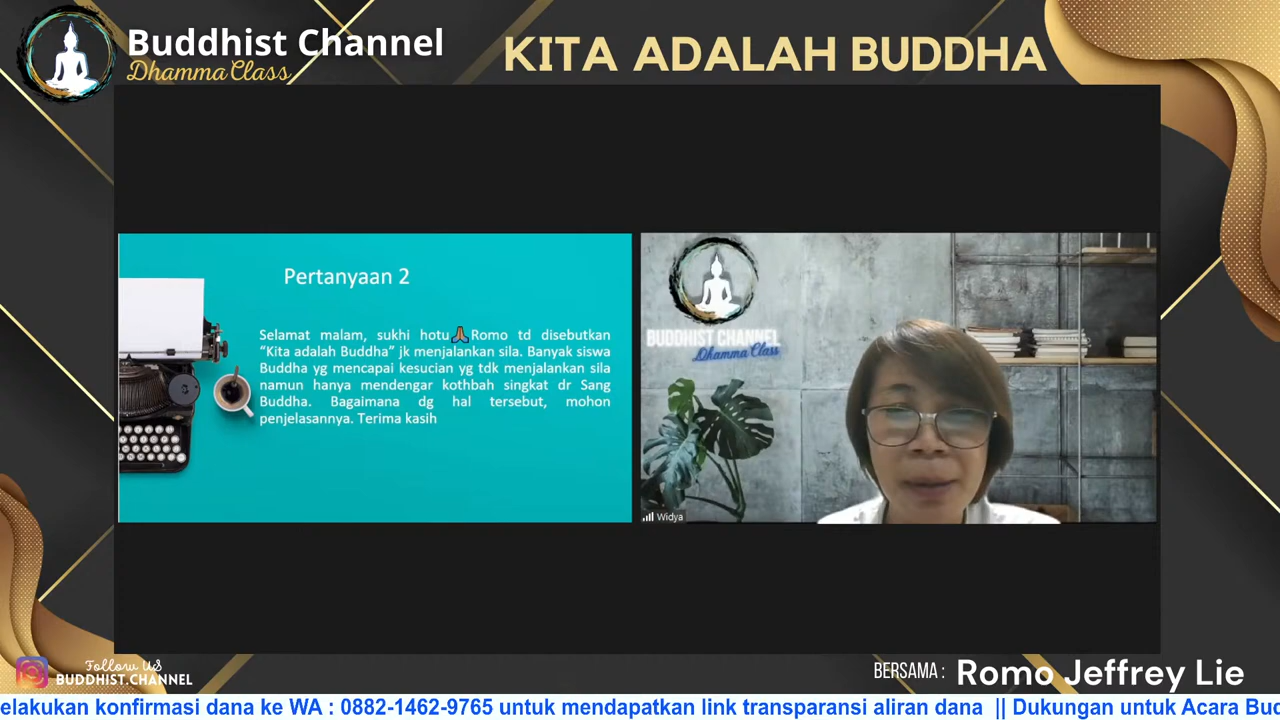 Buddhist Channel
Dhamma Class
KITA ADALAH BUDDHA
Pertanyaan 2
Selamat malam, sukhi hotu🙏🏽Romo td disebutkan
“Kita adalah Buddha” jk menjalankan sila. Banyak siswa
Buddha yg mencapai kesucian yg tdk menjalankan sila
namun hanya mendengar kothbah singkat dr Sang
Buddha. Bagaimana dg hal tersebut, mohon
penjelasannya. Terima kasih
BUDDHIST CHANNEL
Dhamma Class
Widya
Follow US
BUDDHIST.CHANNEL
BERSAMA : Romo Jeffrey Lie
elakukan konfirmasi dana ke WA : 0882-1462-9765 untuk mendapatkan link transparansi aliran dana || Dukungan untuk Acara Bud